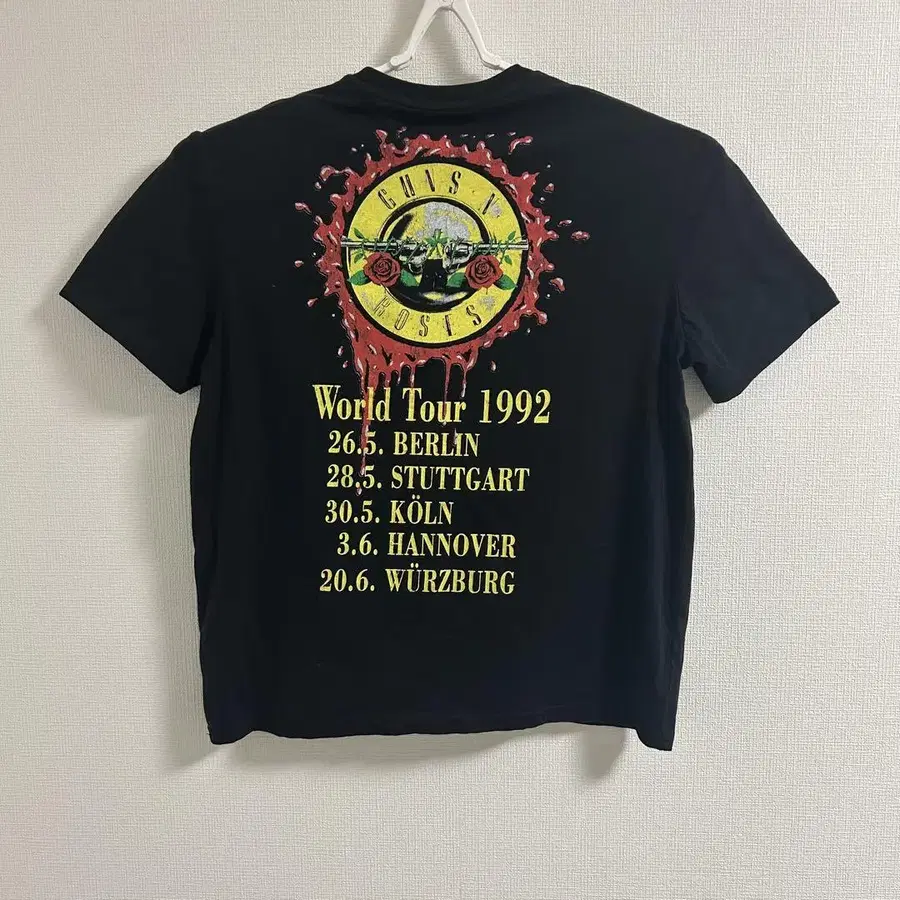 GUNS N'
ROSES
World Tour 1992
26.5. BERLIN
28.5. STUTTGART
30.5. KÖLN
3.6. HANNOVER
20.6. WÜRZBURG